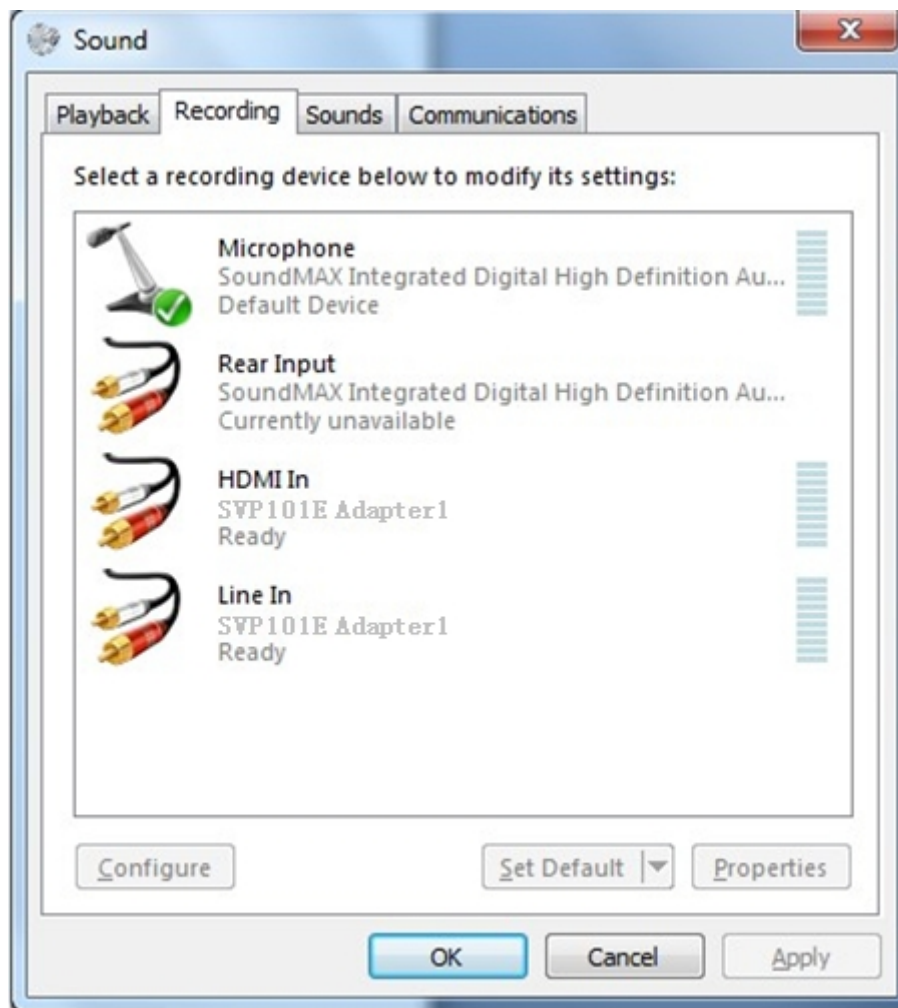 Sound
Playback Recording Sounds Communications
Select a recording device below to modify its settings:
Microphone
SoundMAX Integrated Digital High Definition Au...
Default Device
Rear Input
SoundMAX Integrated Digital High Definition Au...
Currently unavailable
HDMI In
SVP101E Adapter1
Ready
Line In
SVP101E Adapter1
Ready
Configure Set Default Properties
OK Cancel Apply